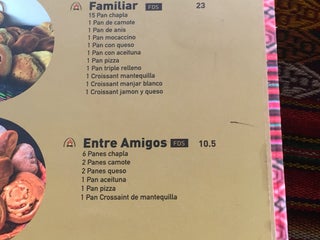 Familiar FDS 23
15 Pan chapla
1 Pan de camote
1 Pan de anis
1 Pan mocaccino
1 Pan con queso
1 Pan con aceituna
1 Pan pizza
1 Pan triple relleno
1 Croissant mantequilla
1 Croissant manjar blanco
1 Croissant jamon y queso
Entre Amigos FDS 10.5
6 Panes chapla
2 Panes camote
2 Panes queso
1 Pan aceituna
1 Pan pizza
1 Pan Crossaint de mantequilla